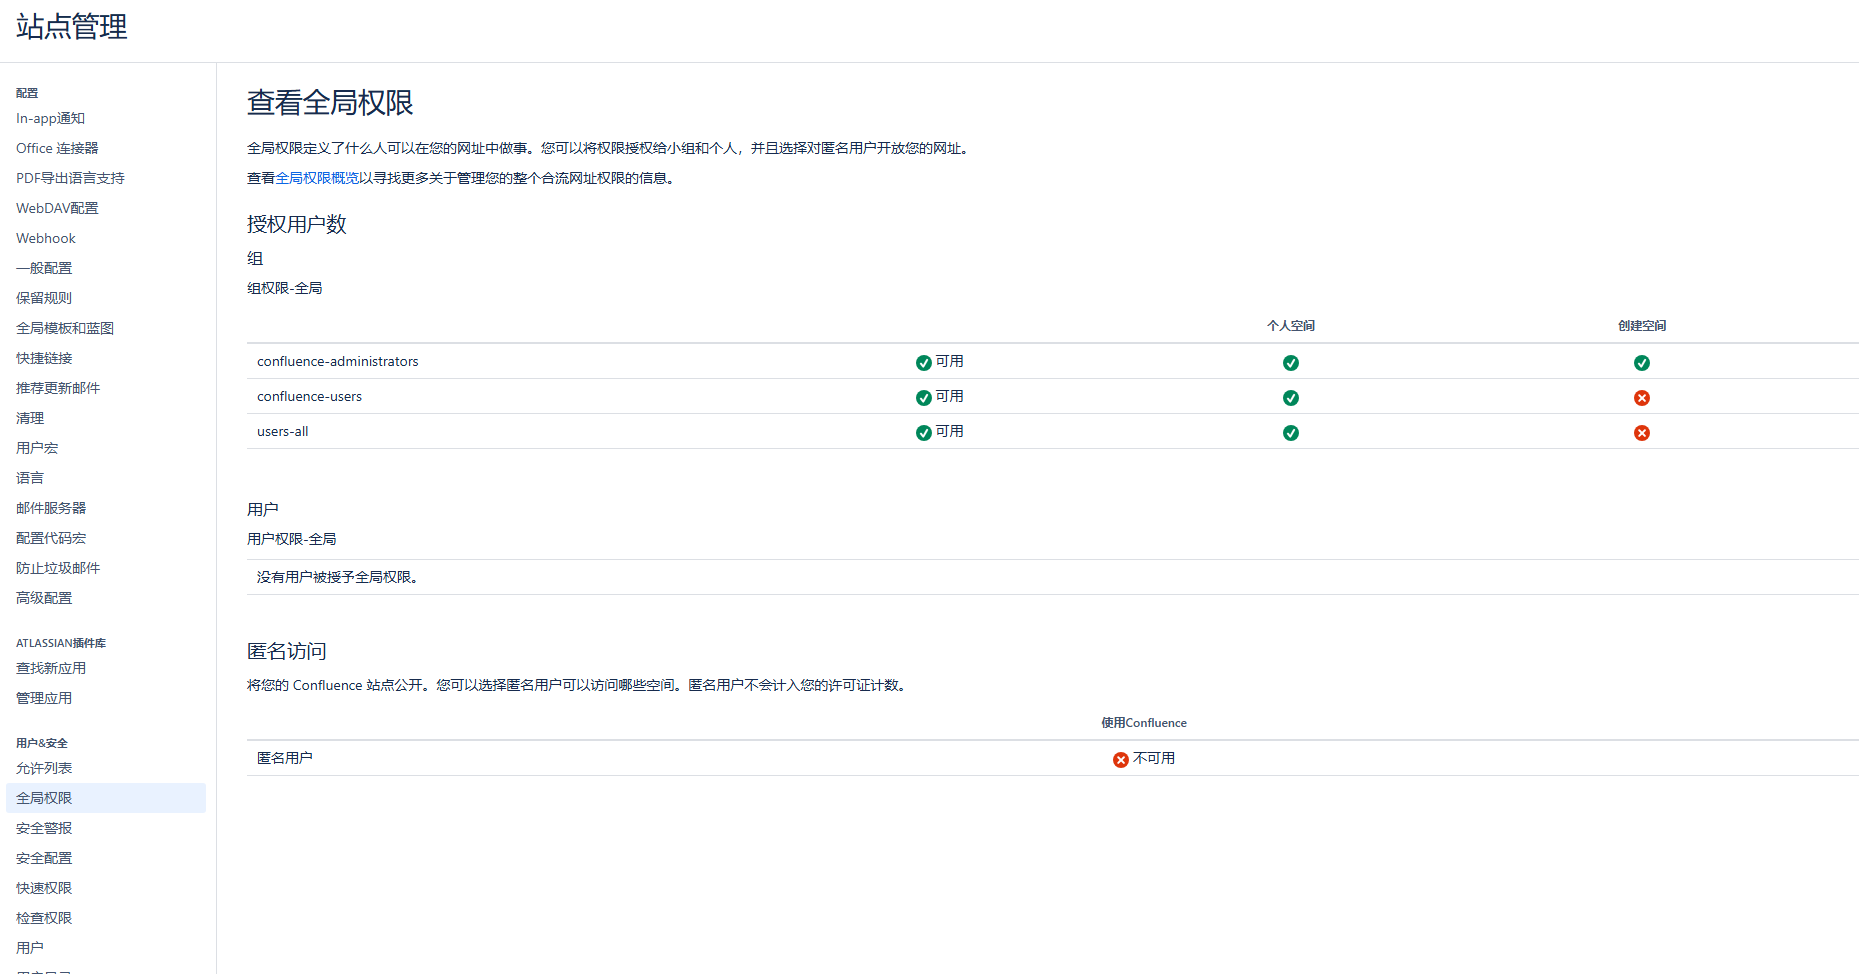 站点管理
配置
In-app通知
Office 连接器
PDF导出语言支持
WebDAV配置
Webhook
一般配置
保留规则
全局模板和蓝图
快捷链接
推荐更新邮件
清理
用户宏
语言
邮件服务器
配置代码宏
防止垃圾邮件
高级配置
ATLASSIAN插件库
查找新应用
管理应用
用户&安全
允许列表
全局权限
安全警报
安全配置
快速权限
检查权限
用户
查看全局权限
全局权限定义了什么人可以在您的网址中做事。您可以将权限授权给小组和个人，并且选择对匿名用户开放您的网址。
查看全局权限概览以寻找更多关于管理您的整个合流网址权限的信息。
授权用户数
组
组权限-全局
个人空间 创建空间
confluence-administrators 可用
confluence-users 可用
users-all 可用
用户
用户权限-全局
没有用户被授予全局权限。
匿名访问
将您的 Confluence 站点公开。您可以选择匿名用户可以访问哪些空间。匿名用户不会计入您的许可证计数。
使用Confluence
匿名用户 不可用